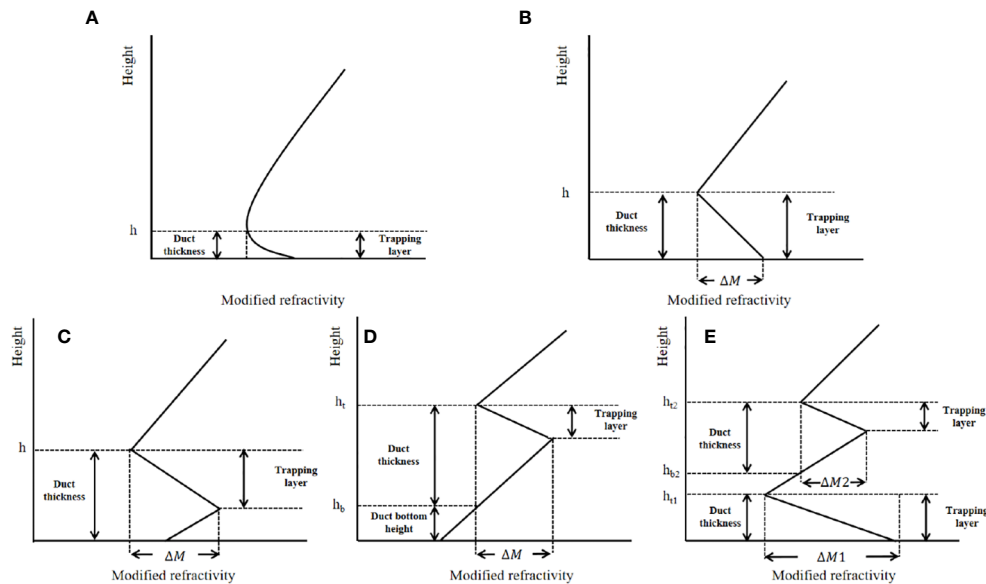 A
Height
h
Duct
thickness
Trapping
layer
Modified refractivity
B
Height
h
Duct
thickness
Trapping
layer
ΔM
Modified refractivity
C
Height
h
Duct
thickness
Trapping
layer
ΔM
Modified refractivity
D
Height
ht
Trapping
layer
Duct
thickness
hb
Duct bottom
height
ΔM
Modified refractivity
E
Height
ht2
Trapping
layer
Duct
thickness
hb2
ΔM2
ht1
Duct
thickness
Trapping
layer
ΔM1
Modified refractivity